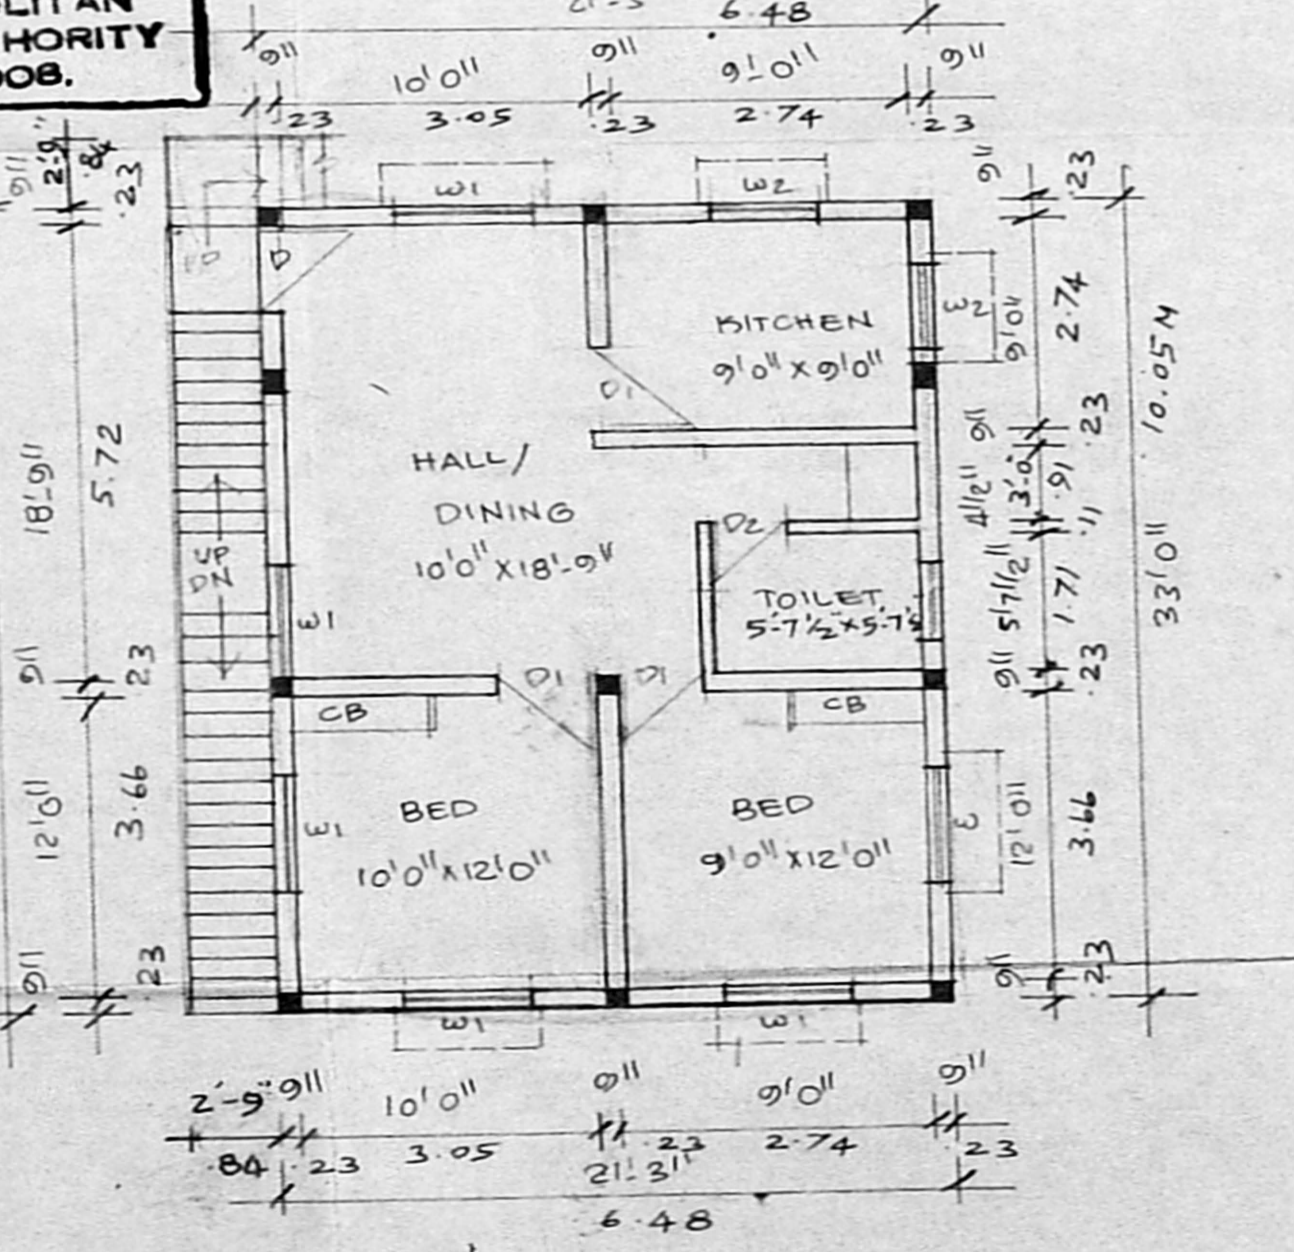 HORITY
6.48
9"
10'0"
9"
9'-0"
9"
.23
3.05
.23
2.74
.23
9"
2'-9"
.84
.23
W1
W2
9"
.23
D
D
KITCHEN
9'0" X 9'0"
W2
9'0"
2.74
10.05 M
D1
HALL/
DINING
10'0" X 18'-9"
18'-9"
5.72
9"
.23
4 1/2"
3'-0"
.91
.11
D2
UP
DN
TOILET
5'-7 1/2" X 5'-7 1/2
5'7 1/2"
1.71
33'0"
W1
9"
.23
D1
D1
9"
.23
CB
CB
BED
10'0" X 12'0"
BED
9'0" X 12'0"
12'0"
3.66
W1
W
12'0"
3.66
9"
.23
9"
.23
W1
W1
2'-9"
9"
10'0"
9"
9'0"
9"
.84
.23
3.05
.23
2.74
.23
21'-3"
6.48